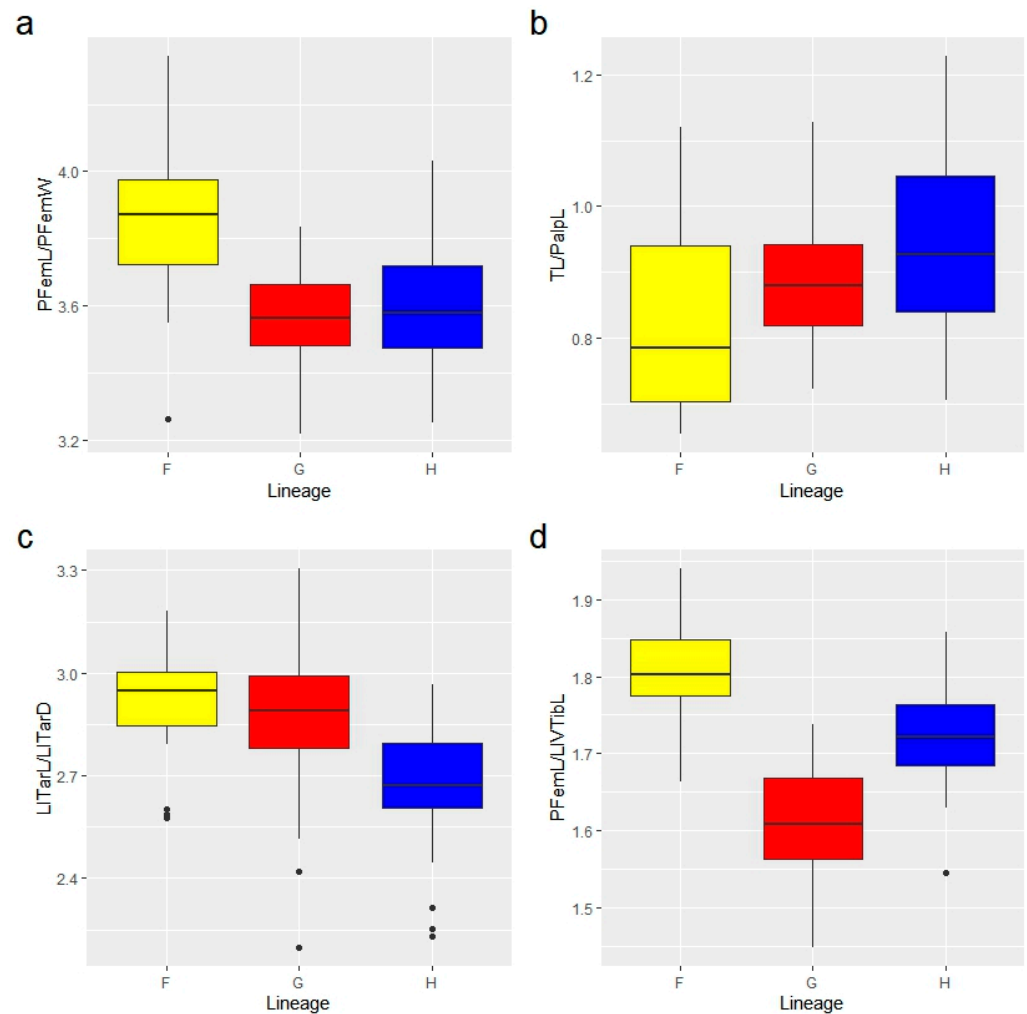 a
PFemL/PFemW
4.0
3.6
3.2
F G H
Lineage
b
TL/PalpL
1.2
1.0
0.8
F G H
Lineage
c
LITarL/LITarD
3.3
3.0
2.7
2.4
F G H
Lineage
d
PFemL/LIVTibL
1.9
1.8
1.7
1.6
1.5
F G H
Lineage